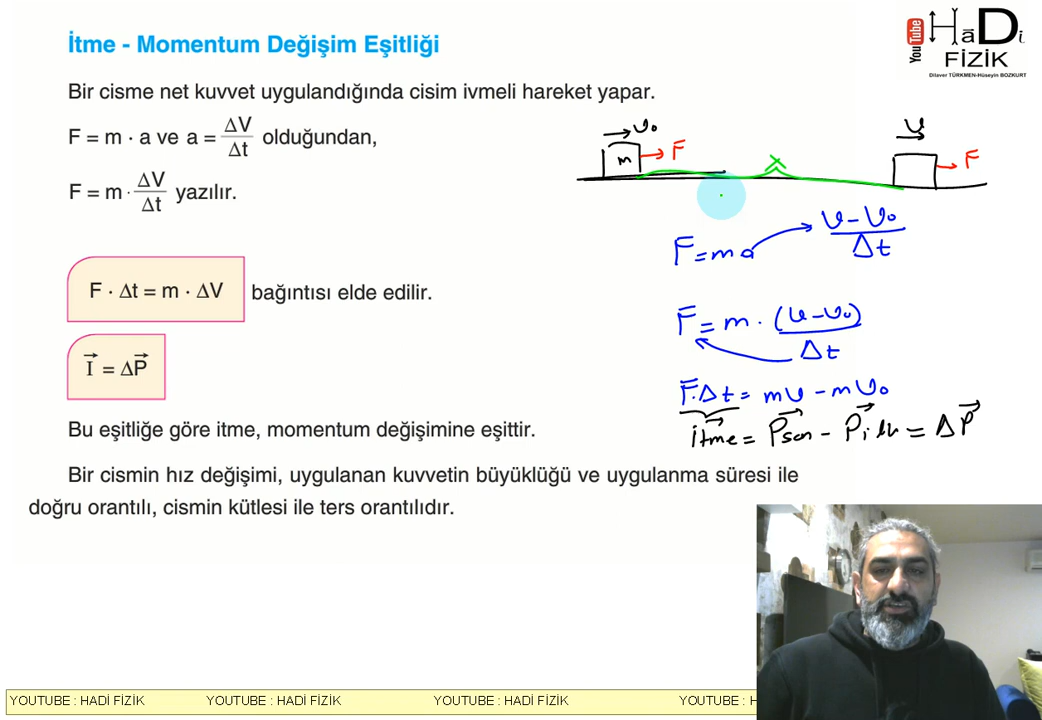 İtme - Momentum Değişim Eşitliği
YouTube HaDi
FİZİK
Dilaver TÜRKMEN-Hüseyin BOZKURT
Bir cisme net kuvvet uygulandığında cisim ivmeli hareket yapar.
F = m · a ve a = ΔV/Δt olduğundan,
F = m · ΔV/Δt yazılır.
F · Δt = m · ΔV bağıntısı elde edilir.
I⃗ = ΔP⃗
Bu eşitliğe göre itme, momentum değişimine eşittir.
Bir cismin hız değişimi, uygulanan kuvvetin büyüklüğü ve uygulanma süresi ile
doğru orantılı, cismin kütlesi ile ters orantılıdır.
υ₀
m F
x
υ
F
F = ma
υ - υ₀ / Δt
F = m · (υ - υ₀) / Δt
F.Δt = mυ - mυ₀
itme = P⃗son - P⃗ilk = ΔP⃗
YOUTUBE : HADİ FİZİK YOUTUBE : HADİ FİZİK YOUTUBE : HADİ FİZİK YOUTUBE : H